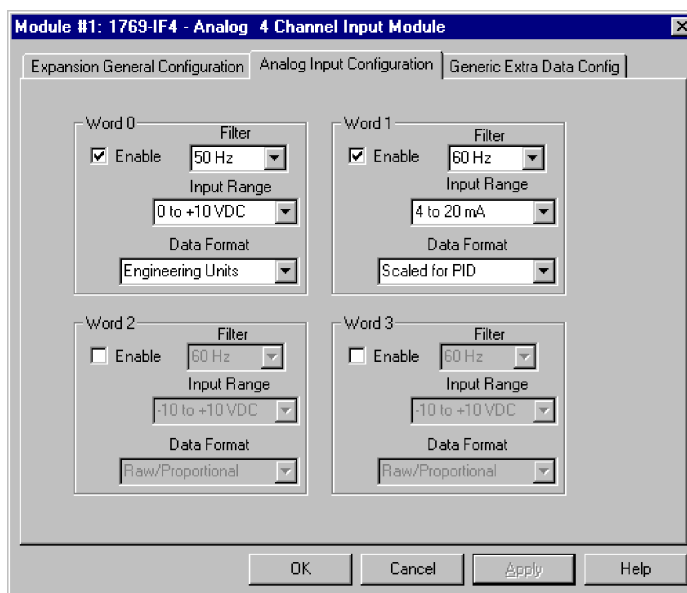 Module #1: 1769-IF4 - Analog 4 Channel Input Module
Expansion General Configuration Analog Input Configuration Generic Extra Data Config
Word 0
Filter
Enable 50 Hz
Input Range
0 to +10 VDC
Data Format
Engineering Units
Word 1
Filter
Enable 60 Hz
Input Range
4 to 20 mA
Data Format
Scaled for PID
Word 2
Filter
Enable 60 Hz
Input Range
-10 to +10 VDC
Data Format
Raw/Proportional
Word 3
Filter
Enable 60 Hz
Input Range
-10 to +10 VDC
Data Format
Raw/Proportional
OK Cancel Apply Help